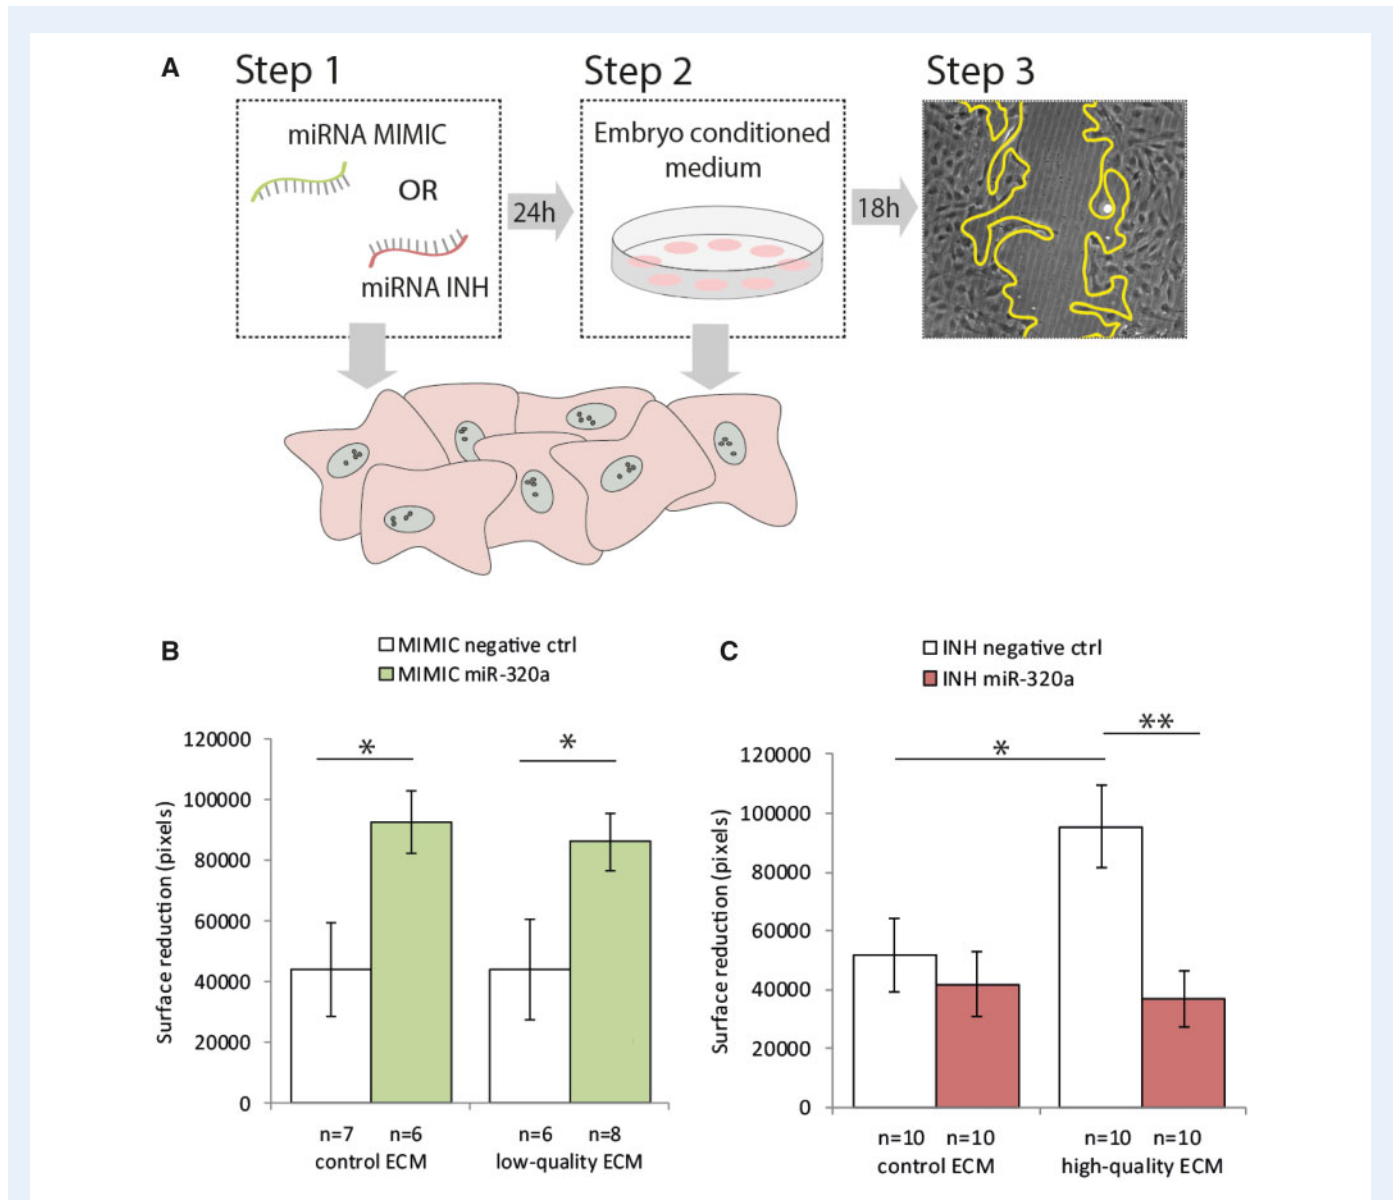 A
Step 1
Step 2
Step 3
miRNA MIMIC
OR
miRNA INH
24h
Embryo conditioned
medium
18h
B
MIMIC negative ctrl
MIMIC miR-320a
*
*
Surface reduction (pixels)
120000
100000
80000
60000
40000
20000
0
n=7 n=6 n=6 n=8
control ECM low-quality ECM
C
INH negative ctrl
INH miR-320a
*
**
Surface reduction (pixels)
120000
100000
80000
60000
40000
20000
0
n=10 n=10 n=10 n=10
control ECM high-quality ECM